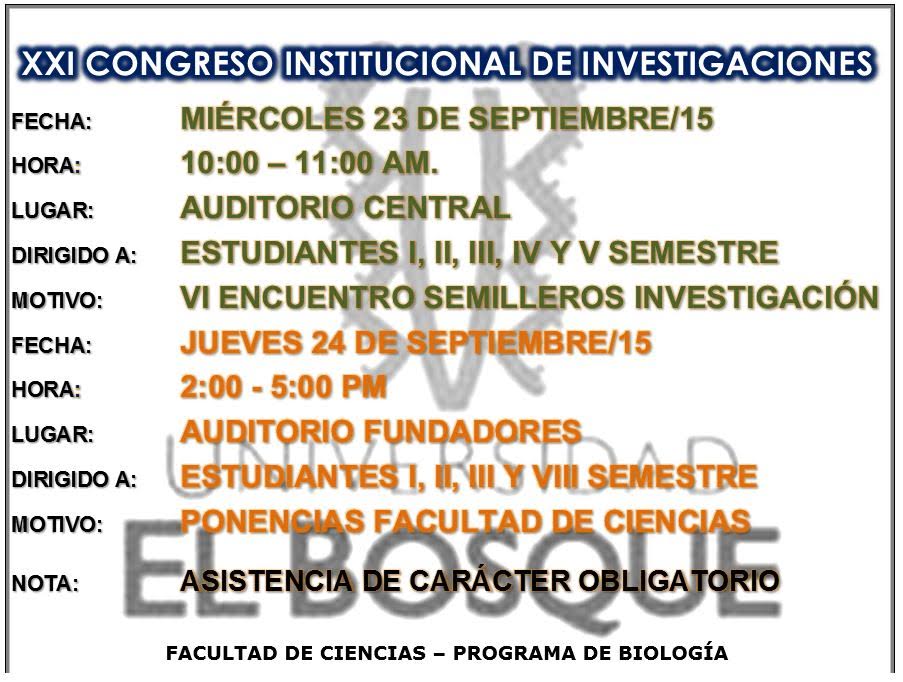 XXI CONGRESO INSTITUCIONAL DE INVESTIGACIONES
FECHA: MIÉRCOLES 23 DE SEPTIEMBRE/15
HORA: 10:00 – 11:00 AM.
LUGAR: AUDITORIO CENTRAL
DIRIGIDO A: ESTUDIANTES I, II, III, IV Y V SEMESTRE
MOTIVO: VI ENCUENTRO SEMILLEROS INVESTIGACIÓN
FECHA: JUEVES 24 DE SEPTIEMBRE/15
HORA: 2:00 - 5:00 PM
LUGAR: AUDITORIO FUNDADORES
UNIVERSIDAD
DIRIGIDO A: ESTUDIANTES I, II, III Y VIII SEMESTRE
MOTIVO: PONENCIAS FACULTAD DE CIENCIAS
EL BOSQUE
NOTA: ASISTENCIA DE CARÁCTER OBLIGATORIO
FACULTAD DE CIENCIAS – PROGRAMA DE BIOLOGÍA